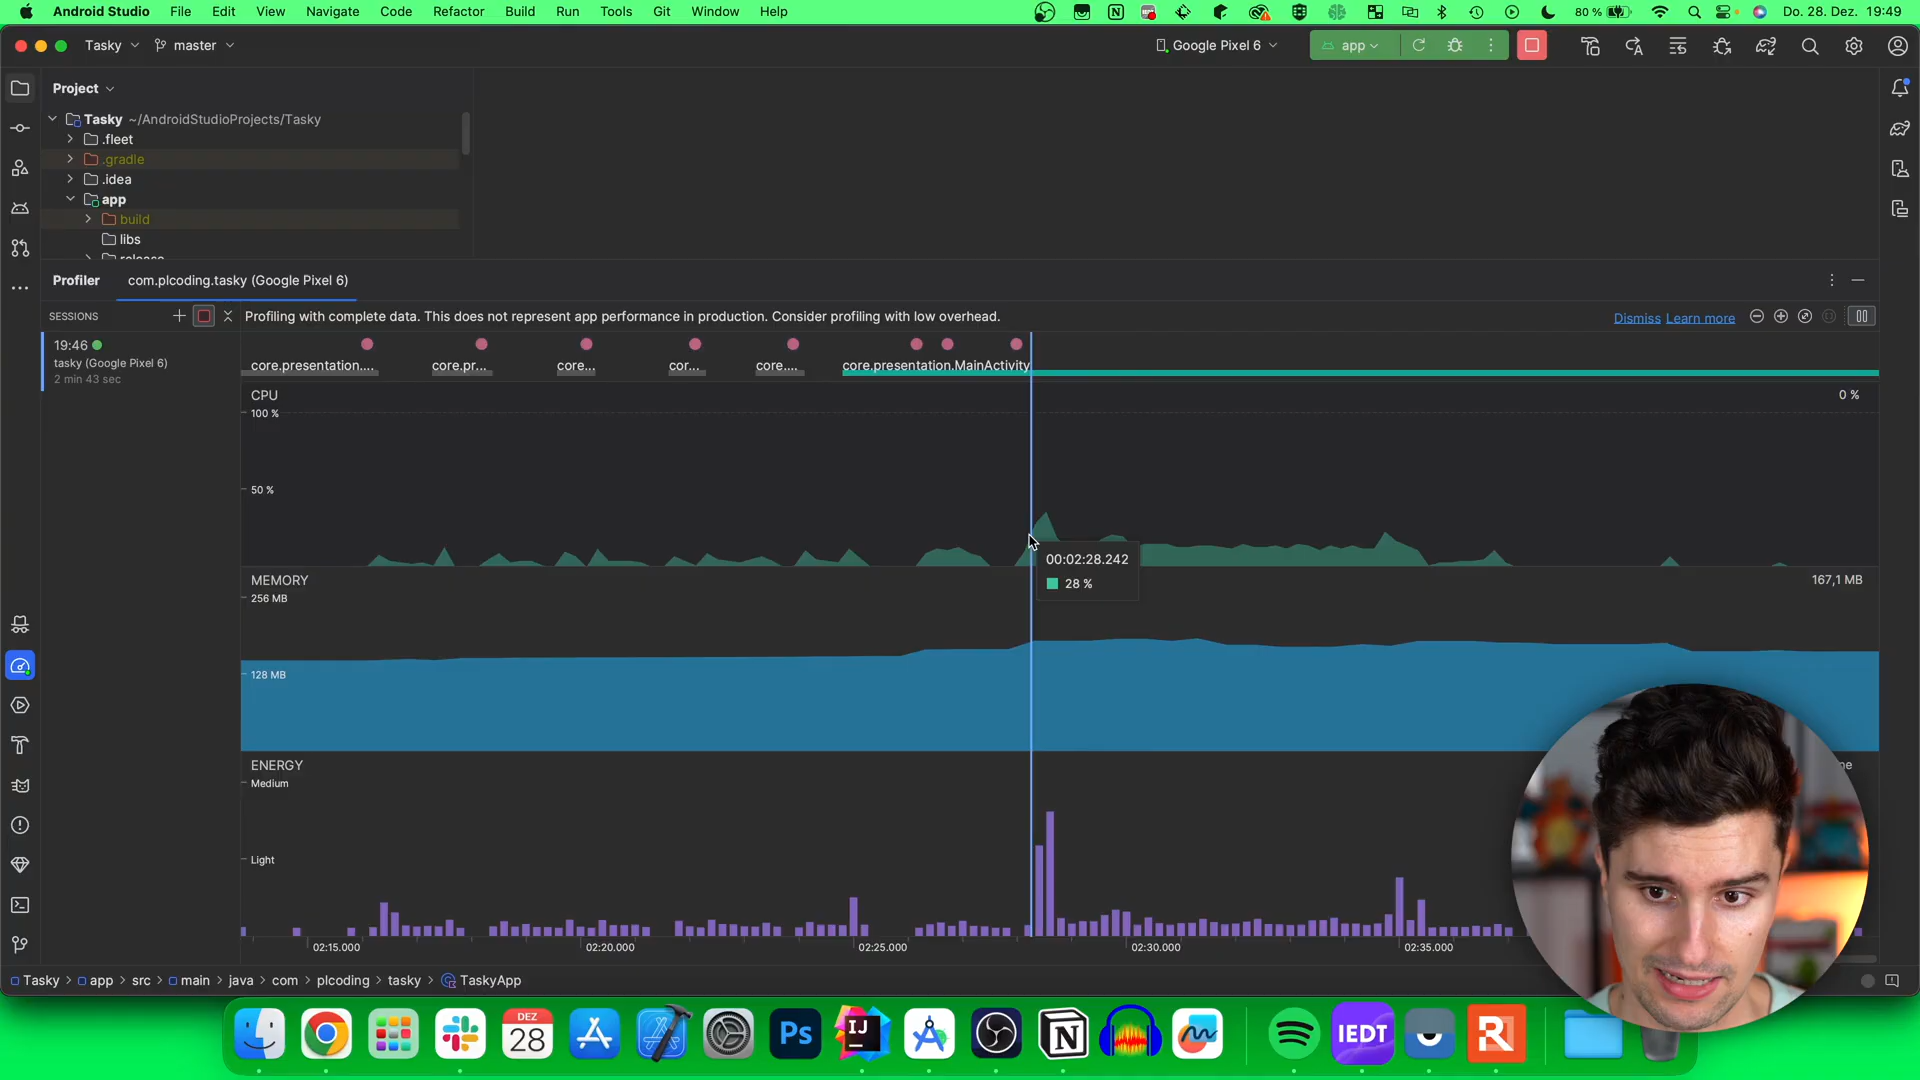 Android Studio File Edit View Navigate Code Refactor Build Run Tools Git Window Help 80 % Do. 28. Dez. 19:49
Tasky master Google Pixel 6 app
Project
Tasky ~/AndroidStudioProjects/Tasky
.fleet
.gradle
.idea
app
build
libs
release
Profiler com.plcoding.tasky (Google Pixel 6)
SESSIONS Profiling with complete data. This does not represent app performance in production. Consider profiling with low overhead. Dismiss Learn more
19:46
tasky (Google Pixel 6)
2 min 43 sec
core.presentation.... core.pr... core... cor... core.... core.presentation.MainActivity
CPU 0 %
100 %
50 %
00:02:28.242
28 %
MEMORY 167,1 MB
256 MB
128 MB
ENERGY
Medium
Light
02:15.000 02:20.000 02:25.000 02:30.000 02:35.000
Tasky app src main java com plcoding tasky TaskyApp
DEZ
28
Ps
IJ
N
IEDT
R